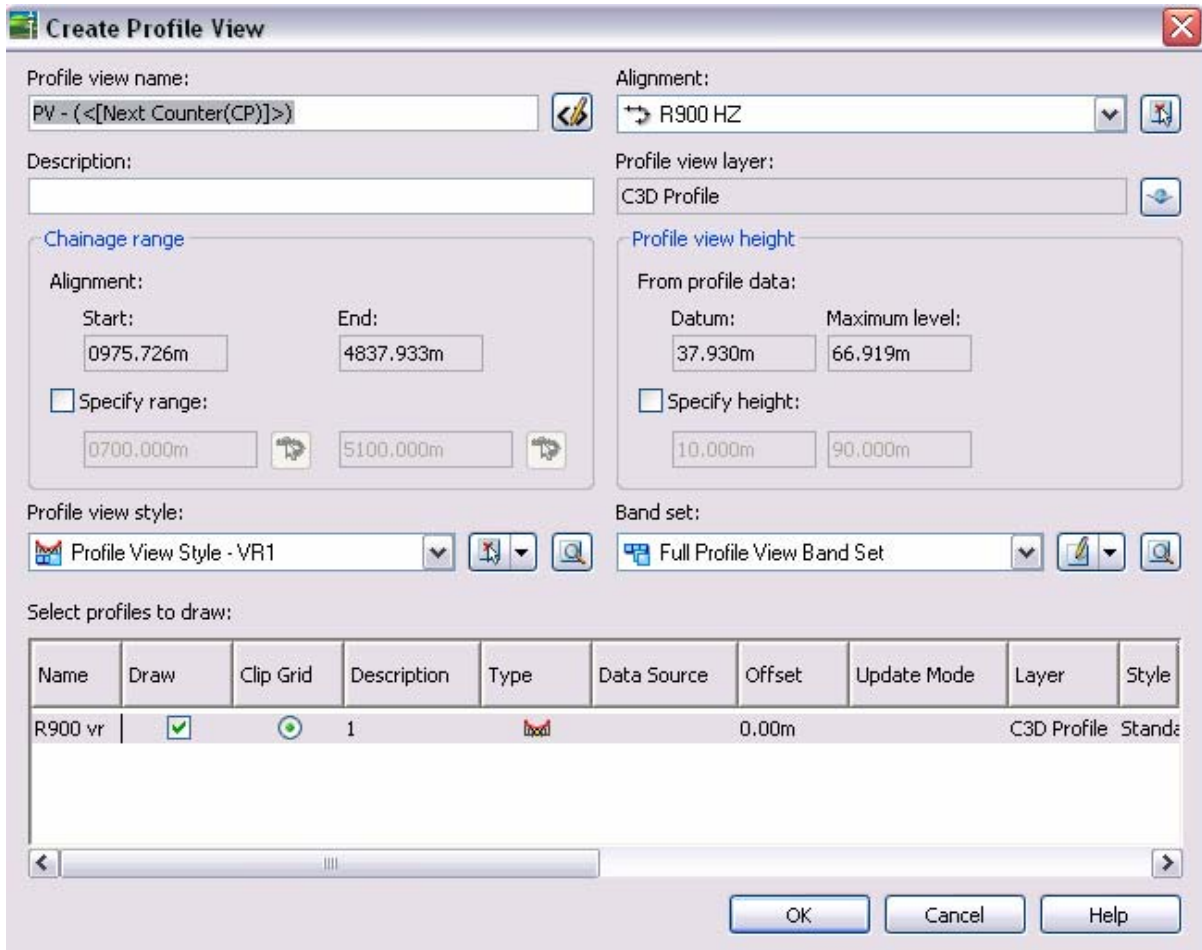 Create Profile View
Profile view name:
PV - (<[Next Counter(CP)]>)
Alignment:
R900 HZ
Description:
Profile view layer:
C3D Profile
Chainage range
Alignment:
Start:
End:
0975.726m
4837.933m
Specify range:
0700.000m
5100.000m
Profile view height
From profile data:
Datum:
Maximum level:
37.930m
66.919m
Specify height:
10.000m
90.000m
Profile view style:
Profile View Style - VR1
Band set:
Full Profile View Band Set
Select profiles to draw:
Name Draw Clip Grid Description Type Data Source Offset Update Mode Layer Style
R900 vr 1 0.00m C3D Profile Standa
OK Cancel Help